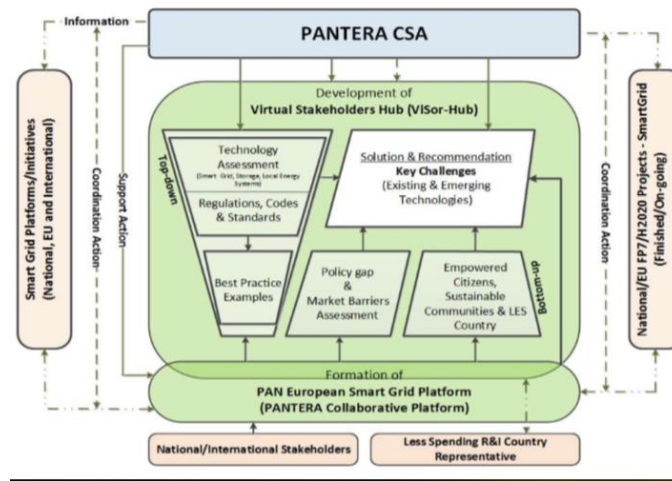 Information
PANTERA CSA
Development of
Virtual Stakeholders Hub (ViSor-Hub)
Smart Grid Platforms/Initiatives
(National, EU and International)
Coordination Action
Support Action
Top-down
Technology
Assessment
(Smart Grid, Storage, Local Energy
Systems)
Regulations, Codes
& Standards
Best Practice
Examples
Solution & Recommendation
Key Challenges
(Existing & Emerging
Technologies)
Policy gap
&
Market Barriers
Assessment
Empowered
Citizens,
Sustainable
Communities & LES
Country
Bottom-up
Coordination Action
National/EU FP7/H2020 Projects - SmartGrid
(Finished/On-going)
Formation of
PAN European Smart Grid Platform
(PANTERA Collaborative Platform)
National/International Stakeholders
Less Spending R&I Country
Representative